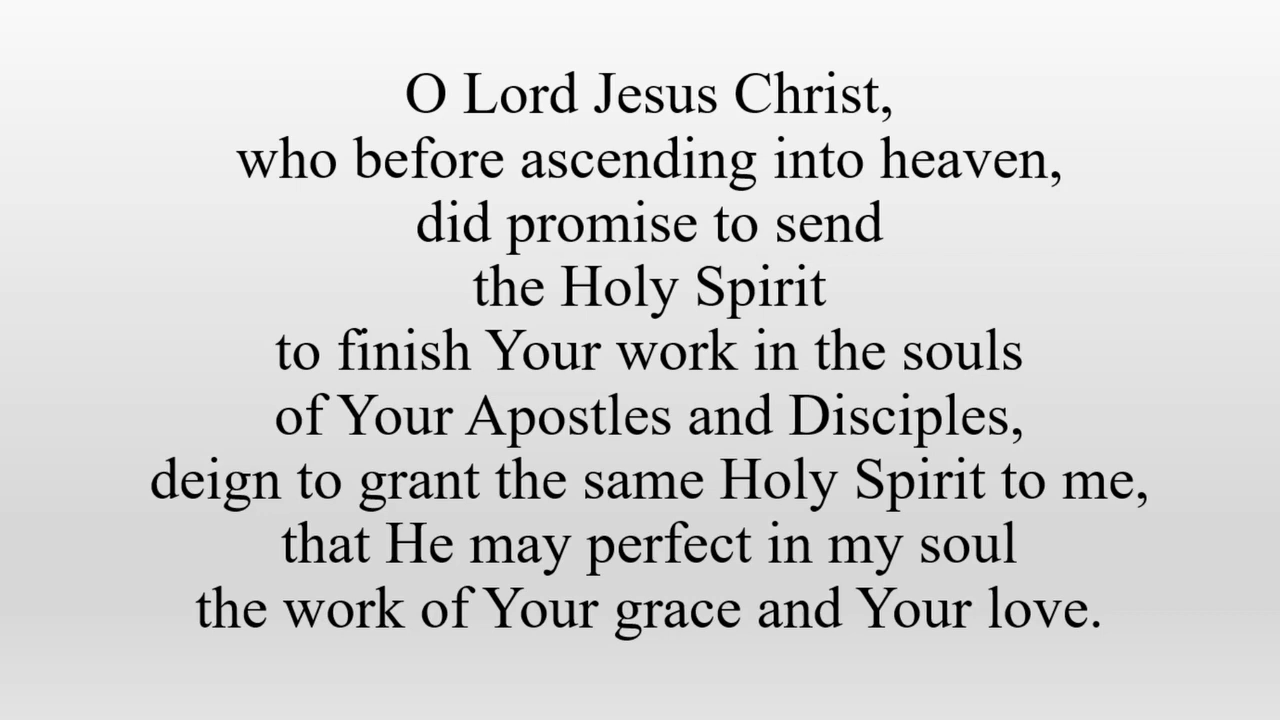 O Lord Jesus Christ,
who before ascending into heaven,
did promise to send
the Holy Spirit
to finish Your work in the souls
of Your Apostles and Disciples,
deign to grant the same Holy Spirit to me,
that He may perfect in my soul
the work of Your grace and Your love.